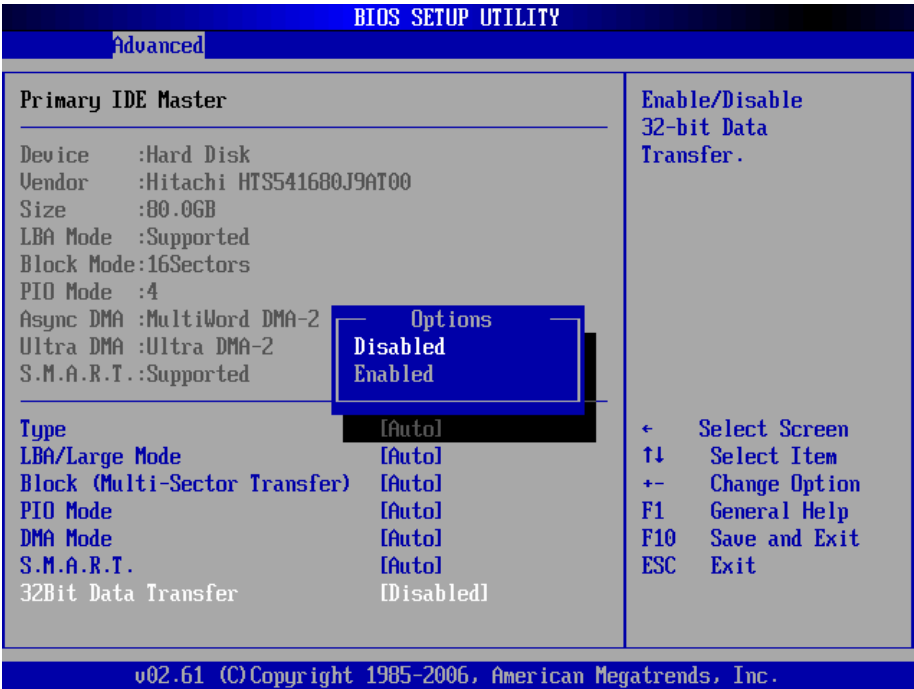 BIOS SETUP UTILITY
Advanced
Primary IDE Master
Device :Hard Disk
Vendor :Hitachi HTS541680J9AT00
Size :80.0GB
LBA Mode :Supported
Block Mode:16Sectors
PIO Mode :4
Async DMA :MultiWord DMA-2
Ultra DMA :Ultra DMA-2
S.M.A.R.T.:Supported
Options
Disabled
Enabled
Type [Auto]
LBA/Large Mode [Auto]
Block (Multi-Sector Transfer) [Auto]
PIO Mode [Auto]
DMA Mode [Auto]
S.M.A.R.T. [Auto]
32Bit Data Transfer [Disabled]
Enable/Disable
32-bit Data
Transfer.
← Select Screen
↑↓ Select Item
+- Change Option
F1 General Help
F10 Save and Exit
ESC Exit
v02.61 (C)Copyright 1985-2006, American Megatrends, Inc.